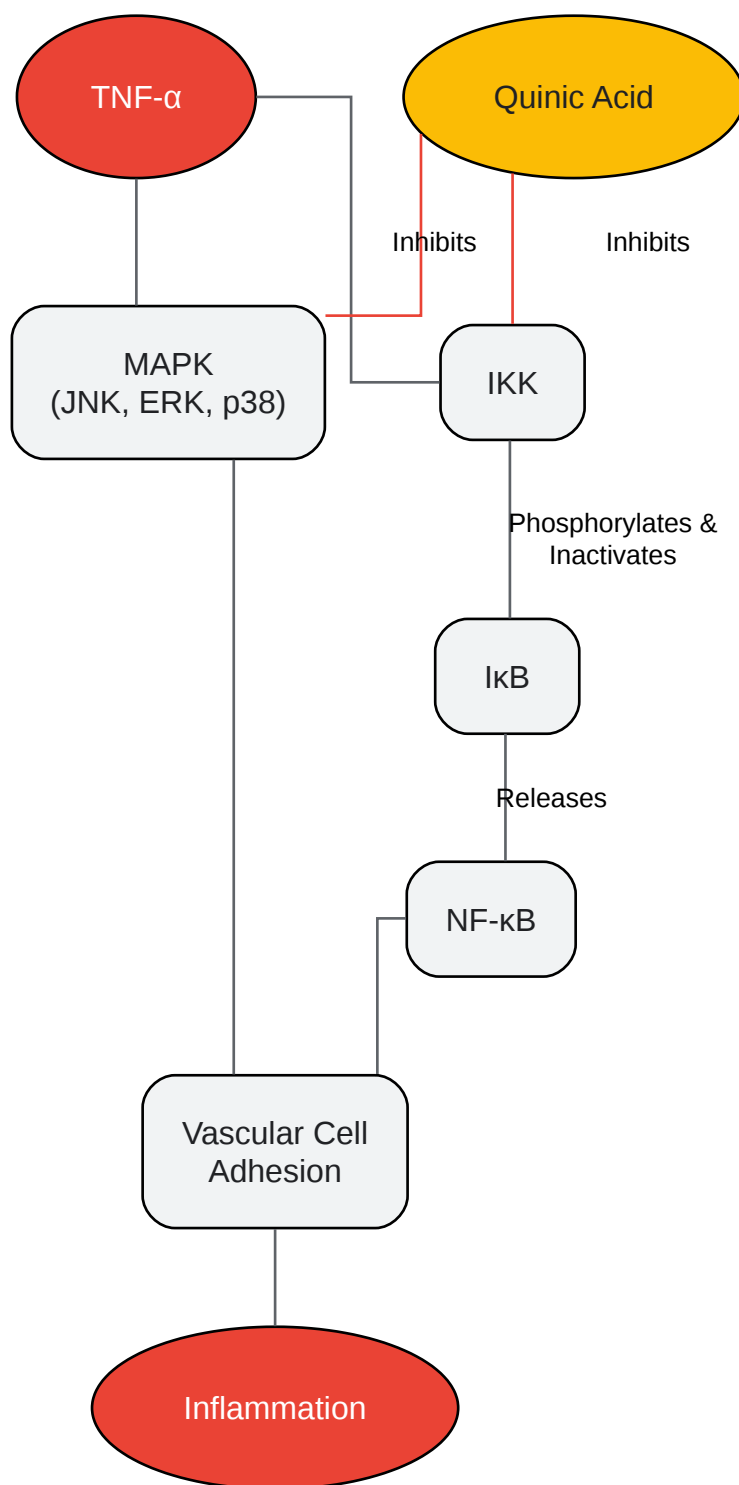 TNF-α
Quinic Acid
Inhibits
Inhibits
MAPK
(JNK, ERK, p38)
IKK
Phosphorylates &
Inactivates
IκB
Releases
NF-κB
Vascular Cell
Adhesion
Inflammation